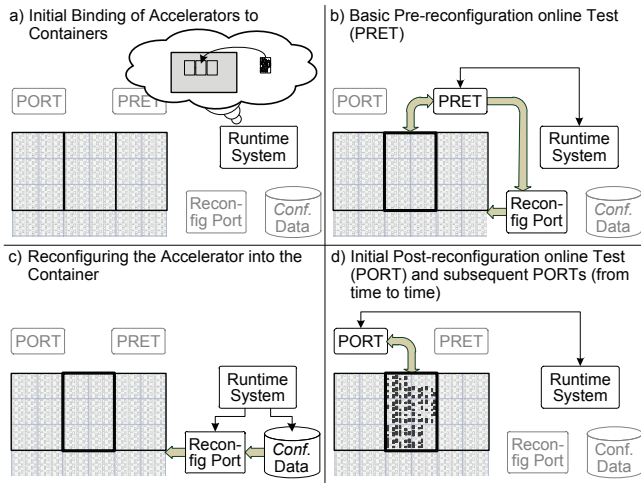 a) Initial Binding of Accelerators to
Containers
PORT
PRET
Runtime
System
Recon-
fig Port
Conf.
Data
b) Basic Pre-reconfiguration online Test
(PRET)
PORT
PRET
Runtime
System
Recon-
fig Port
Conf.
Data
c) Reconfiguring the Accelerator into the
Container
PORT
PRET
Runtime
System
Recon-
fig Port
Conf.
Data
d) Initial Post-reconfiguration online Test
(PORT) and subsequent PORTs (from
time to time)
PORT
PRET
Runtime
System
Recon-
fig Port
Conf.
Data